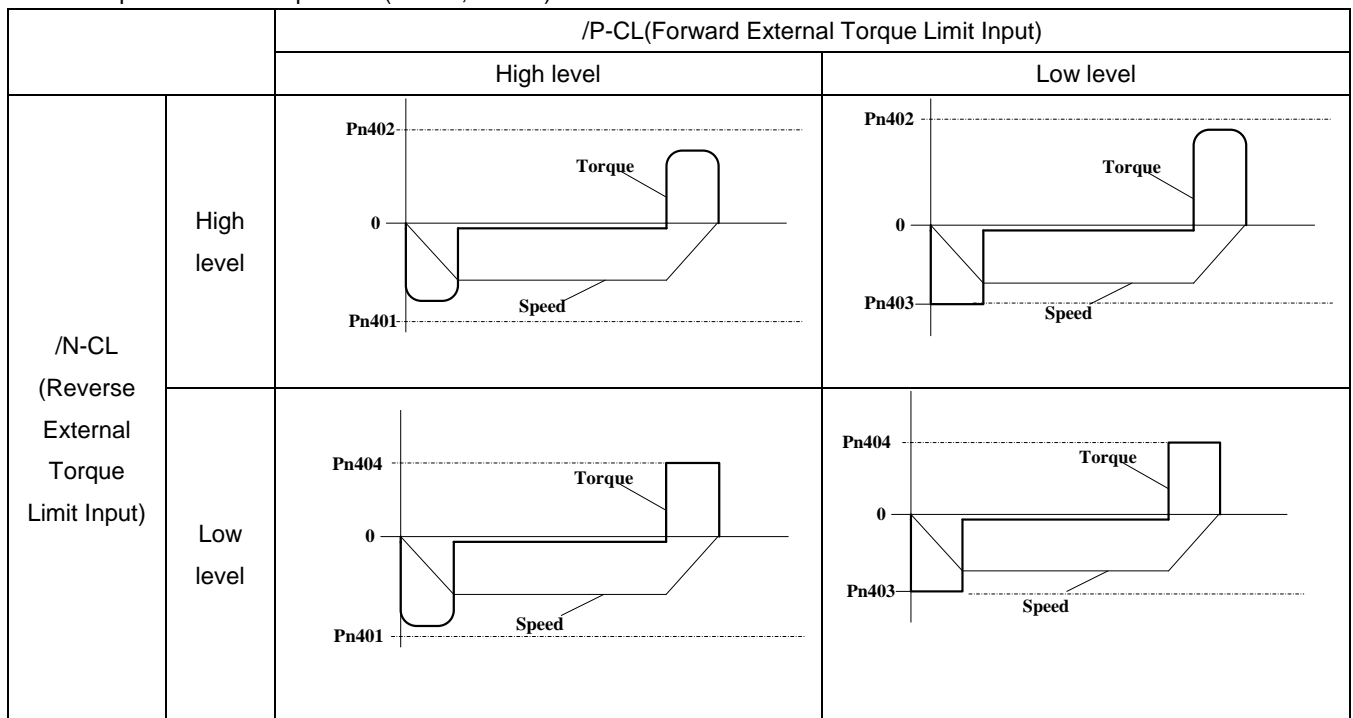 /P-CL(Forward External Torque Limit Input)
High level
Low level
/N-CL
(Reverse
External
Torque
Limit Input)
High
level
Pn402
Torque
0
Speed
Pn401
Pn402
Torque
0
Pn403
Speed
Low
level
Pn404
Torque
0
Speed
Pn401
Pn404
Torque
0
Pn403
Speed